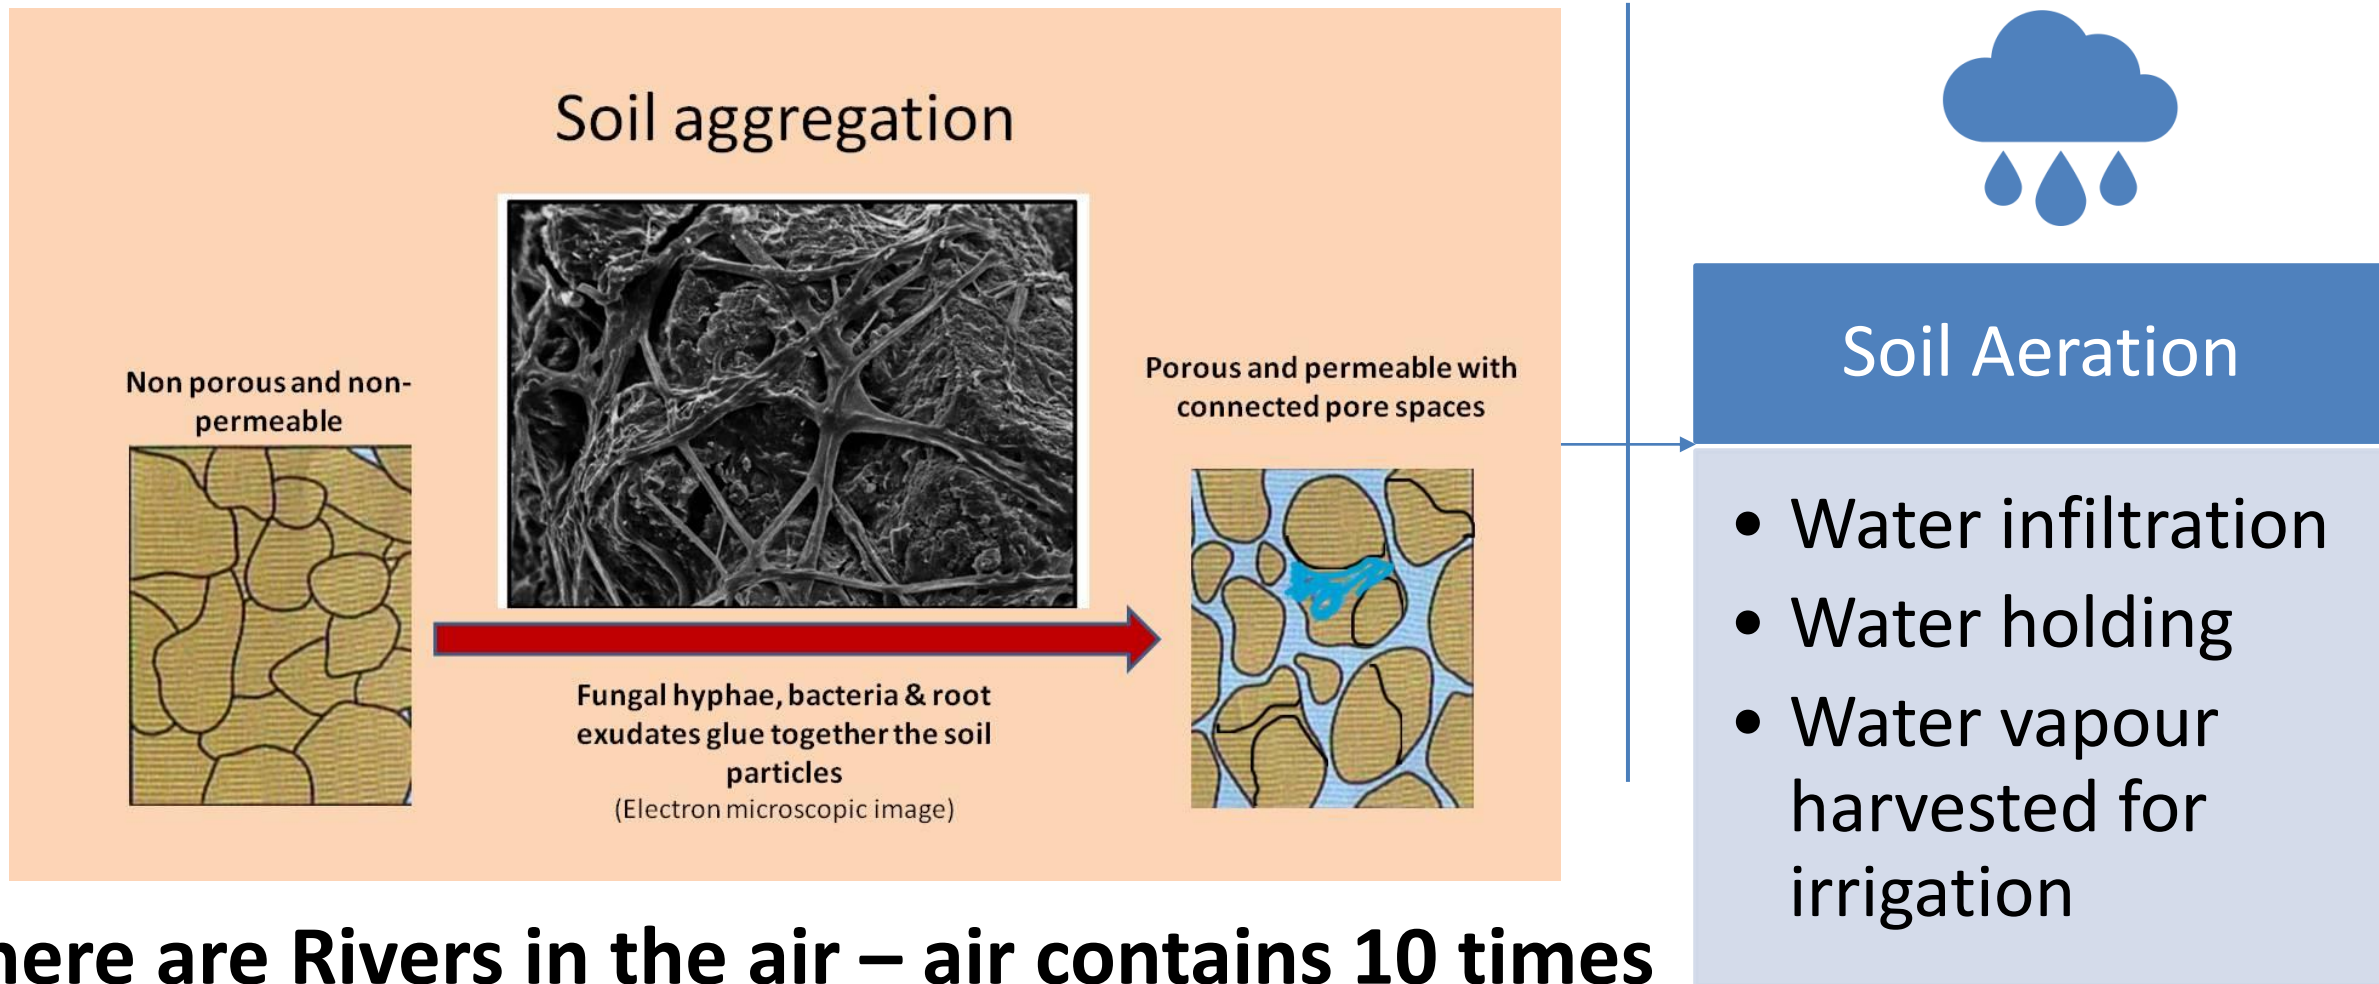 Soil aggregation
Non porous and non-
permeable
Porous and permeable with
connected pore spaces
Fungal hyphae, bacteria & root
exudates glue together the soil
particles
(Electron microscopic image)
Soil Aeration
• Water infiltration
• Water holding
• Water vapour
harvested for
irrigation
here are Rivers in the air – air contains 10 times